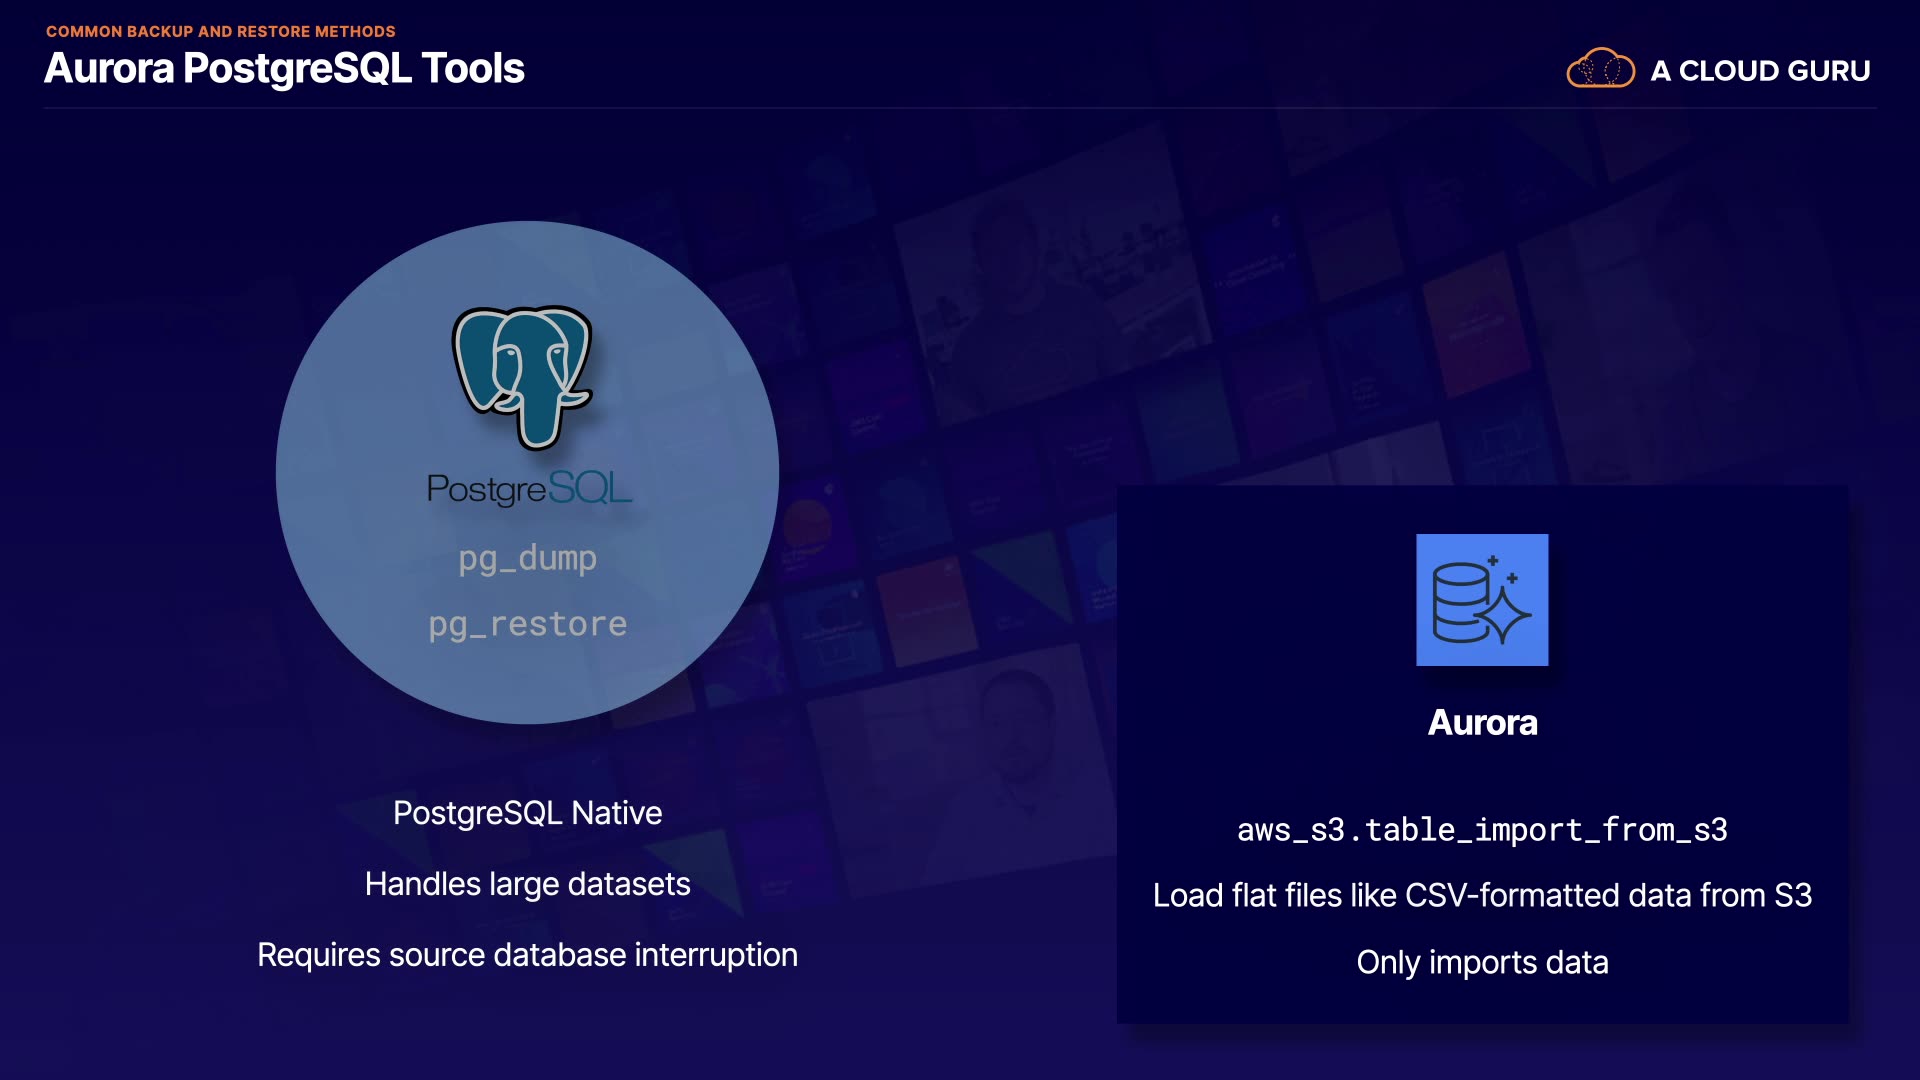 COMMON BACKUP AND RESTORE METHODS
Aurora PostgreSQL Tools
A CLOUD GURU
PostgreSQL
pg_dump
pg_restore
PostgreSQL Native
Handles large datasets
Requires source database interruption
Aurora
aws_s3.table_import_from_s3
Load flat files like CSV-formatted data from S3
Only imports data